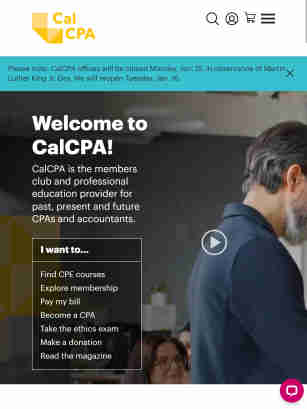 Cal
CPA
Please note: CalCPA offices will be closed Monday, Jan. 15, in observance of Martin
Luther King Jr. Day. We will reopen Tuesday, Jan. 16.
Welcome to
CalCPA!
CalCPA is the members
club and professional
education provider for
past, present and future
CPAs and accountants.
I want to...
Find CPE courses
Explore membership
Pay my bill
Become a CPA
Take the ethics exam
Make a donation
Read the magazine